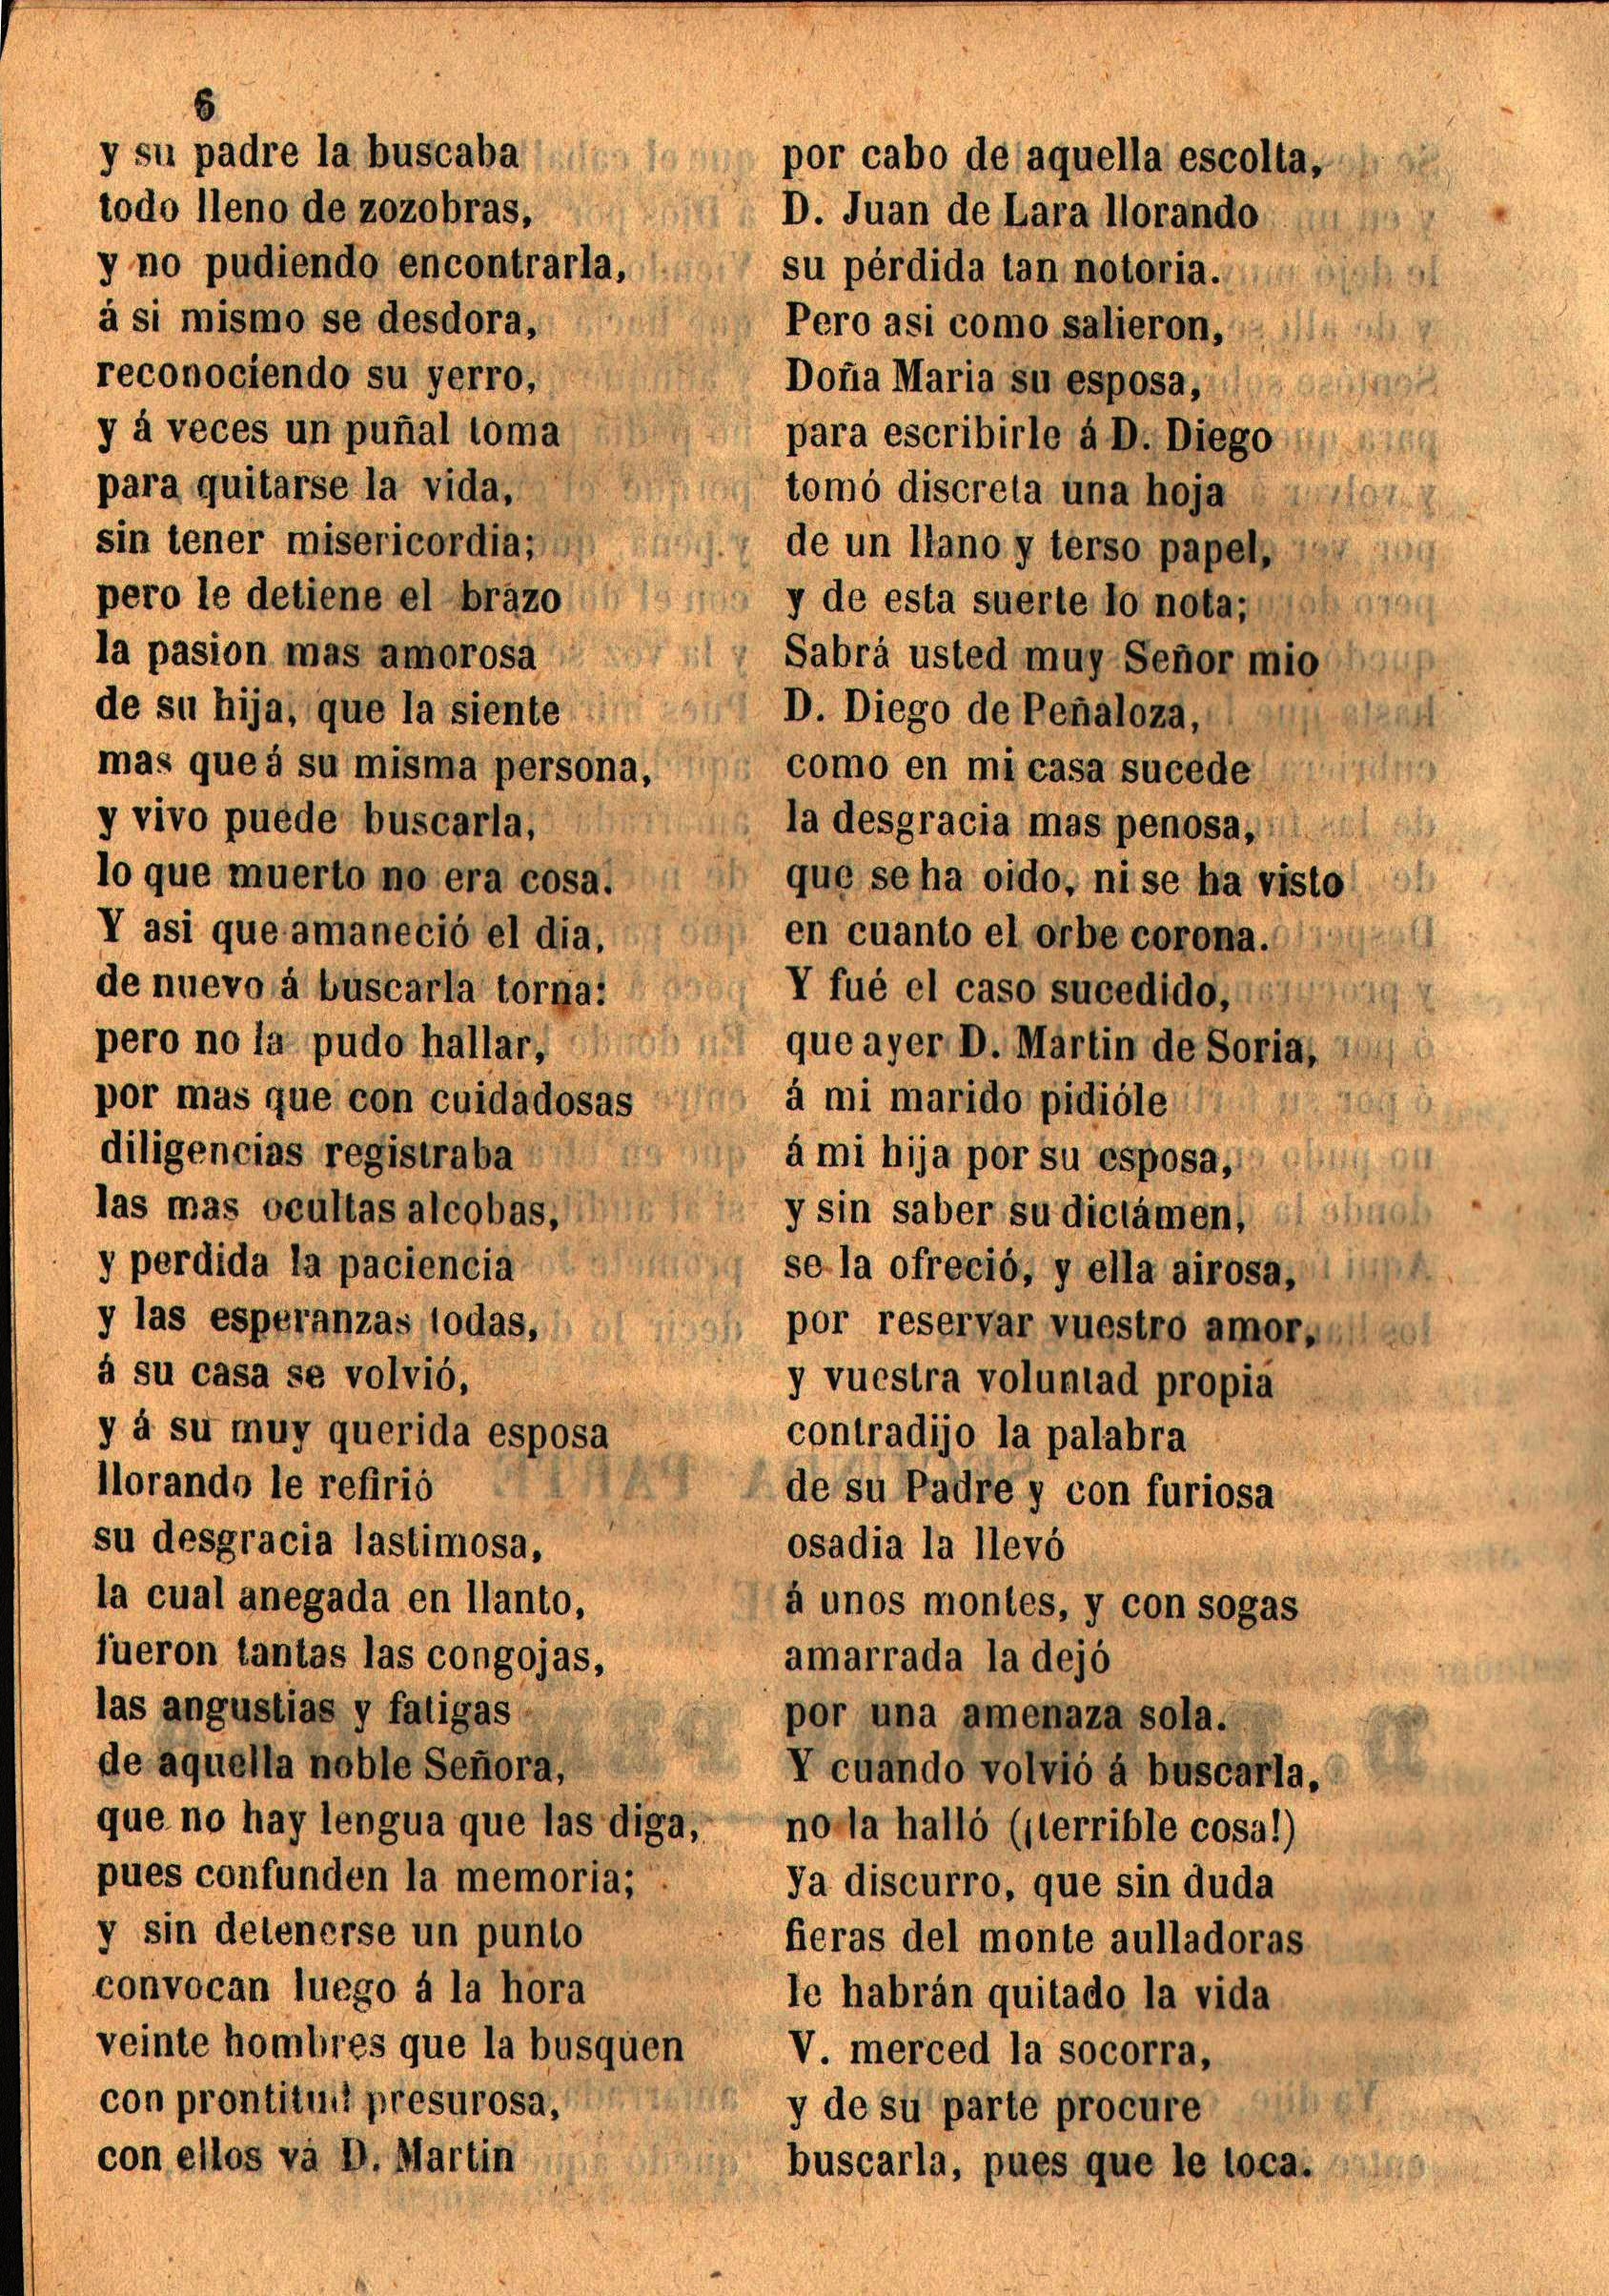 6
y su padre la buscaba
todo lleno de zozobras,
y no pudiendo encontrarla,
á si mismo se desdora,
reconociendo su yerro,
y á veces un puñal toma
para quitarse la vida,
sin tener misericordia;
pero le detiene el brazo
la pasion mas amorosa
de su hija, que la siente
mas que á su misma persona,
y vivo puede buscarla,
lo que muerto no era cosa.
Y asi que amaneció el dia,
de nuevo á buscarla torna:
pero no la pudo hallar,
por mas que con cuidadosas
diligencias registraba
las mas ocultas alcobas,
y perdida la paciencia
y las esperanzas todas,
á su casa se volvió,
y á su muy querida esposa
llorando le refirió
su desgracia lastimosa,
la cual anegada en llanto,
fueron tantas las congojas,
las angustias y fatigas
de aquella noble Señora,
que no hay lengua que las diga,
pues confunden la memoria;
y sin detenerse un punto
convocan luego á la hora
veinte hombres que la busquen
con prontitud presurosa,
con ellos vá D. Martin
por cabo de aquella escolta,
D. Juan de Lara llorando
su pérdida tan notoria.
Pero asi como salieron,
Doña Maria su esposa,
para escribirle á D. Diego
tomó discreta una hoja
de un llano y terso papel,
y de esta suerte lo nota;
Sabrá usted muy Señor mio
D. Diego de Peñaloza,
como en mi casa sucede
la desgracia mas penosa,
que se ha oido, ni se ha visto
en cuanto el orbe corona.
Y fué el caso sucedido,
que ayer D. Martin de Soria,
á mi marido pidióle
á mi hija por su esposa,
y sin saber su dictámen,
se la ofreció, y ella airosa,
por reservar vuestro amor,
y vuestra voluntad propia
contradijo la palabra
de su Padre y con furiosa
osadia la llevó
á unos montes, y con sogas
amarrada la dejó
por una amenaza sola.
Y cuando volvió á buscarla,
no la halló (¡terrible cosa!)
Ya discurro, que sin duda
fieras del monte aulladoras
le habrán quitado la vida
V. merced la socorra,
y de su parte procure
buscarla, pues que le toca.